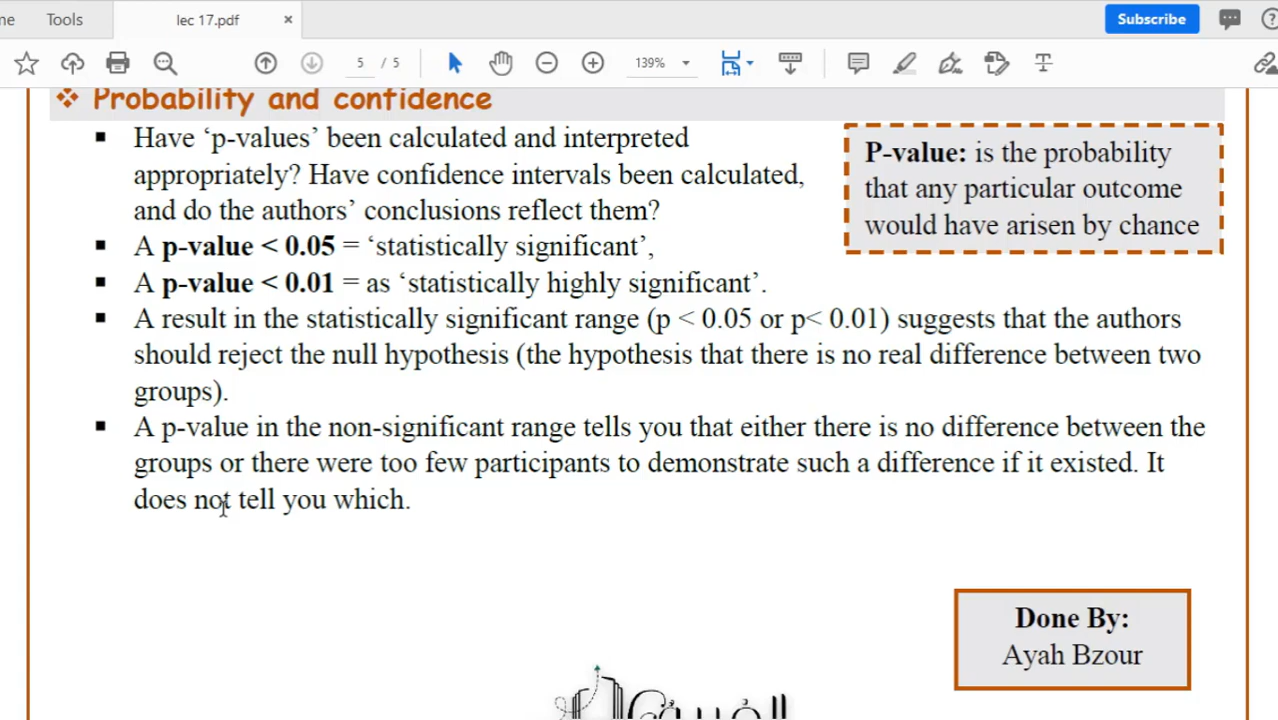 me Tools lec 17.pdf × Subscribe
5 / 5 139%
❖ Probability and confidence
▪ Have ‘p-values’ been calculated and interpreted
appropriately? Have confidence intervals been calculated,
and do the authors’ conclusions reflect them?
P-value: is the probability
that any particular outcome
would have arisen by chance
▪ A p-value < 0.05 = ‘statistically significant’,
▪ A p-value < 0.01 = as ‘statistically highly significant’.
▪ A result in the statistically significant range (p < 0.05 or p< 0.01) suggests that the authors
should reject the null hypothesis (the hypothesis that there is no real difference between two
groups).
▪ A p-value in the non-significant range tells you that either there is no difference between the
groups or there were too few participants to demonstrate such a difference if it existed. It
does not tell you which.
Done By:
Ayah Bzour